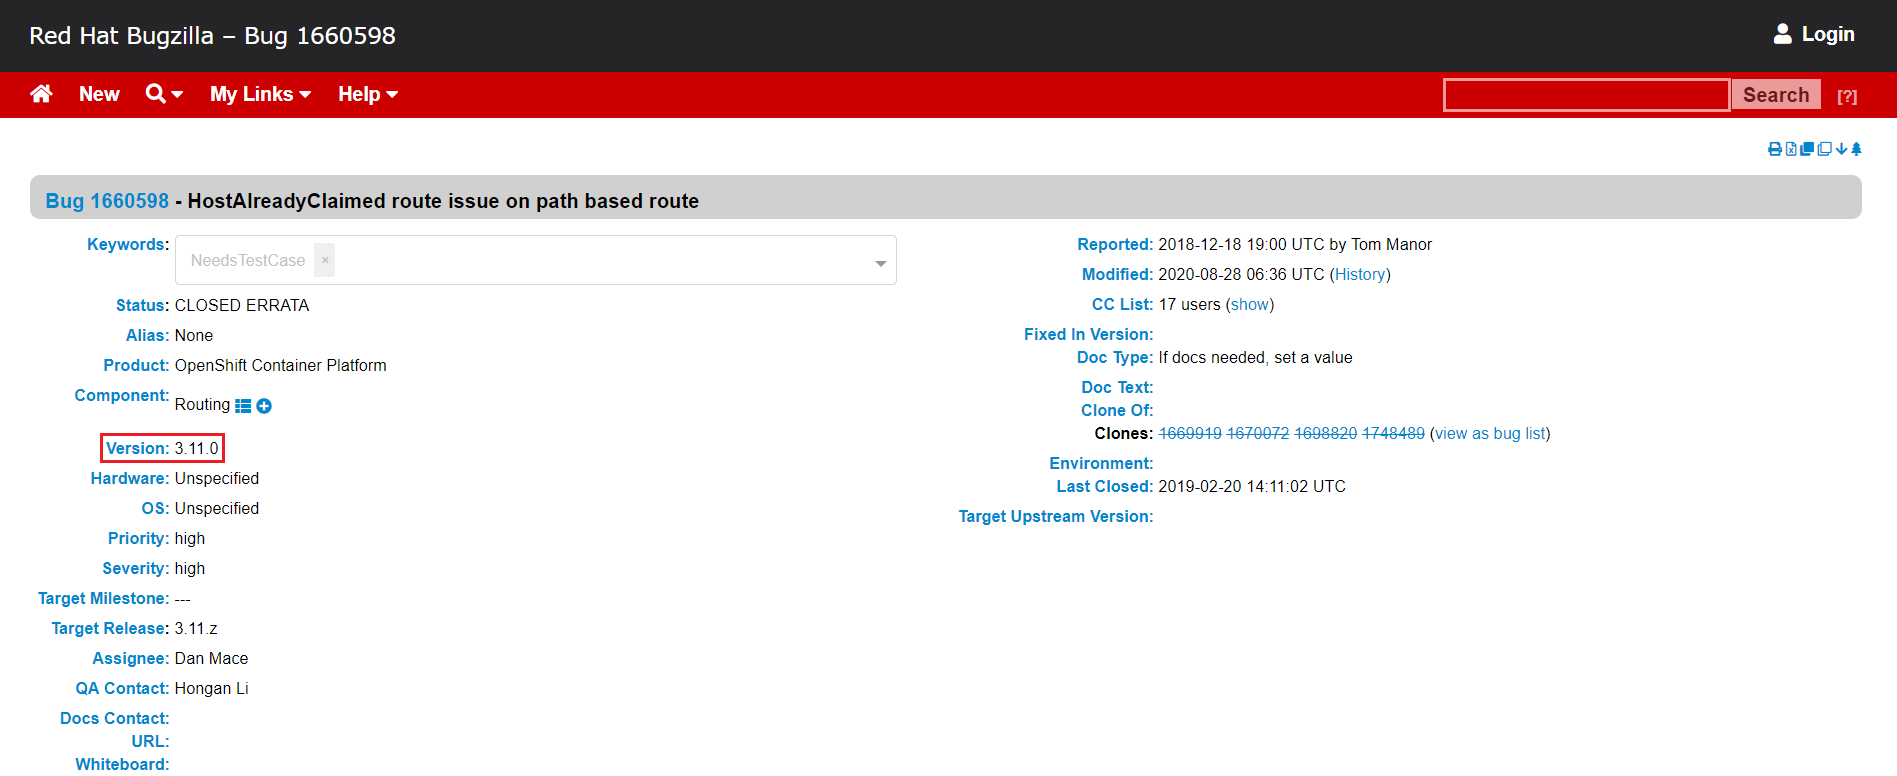 Red Hat Bugzilla – Bug 1660598
Login
New
My Links
Help
Search
[?]
Bug 1660598 - HostAlreadyClaimed route issue on path based route
Keywords: NeedsTestCase ×
Status: CLOSED ERRATA
Alias: None
Product: OpenShift Container Platform
Component: Routing
Version: 3.11.0
Hardware: Unspecified
OS: Unspecified
Priority: high
Severity: high
Target Milestone: ---
Target Release: 3.11.z
Assignee: Dan Mace
QA Contact: Hongan Li
Docs Contact:
URL:
Whiteboard:
Reported: 2018-12-18 19:00 UTC by Tom Manor
Modified: 2020-08-28 06:36 UTC (History)
CC List: 17 users (show)
Fixed In Version:
Doc Type: If docs needed, set a value
Doc Text:
Clone Of:
Clones: 1669919 1670072 1698820 1748489 (view as bug list)
Environment:
Last Closed: 2019-02-20 14:11:02 UTC
Target Upstream Version: